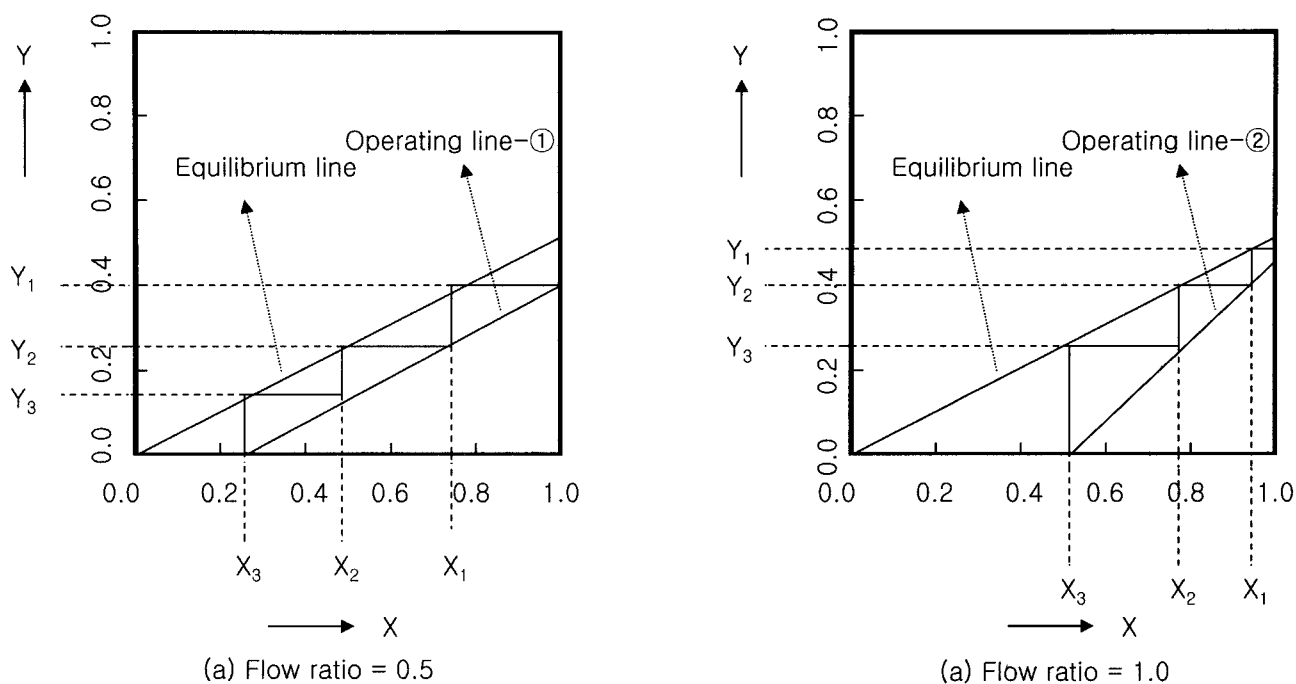 Y
1.0
0.8
0.6
0.4
0.2
0.0
Operating line-①
Equilibrium line
Y₁
Y₂
Y₃
0.0 0.2 0.4 0.6 0.8 1.0
X₃ X₂ X₁
X
(a) Flow ratio = 0.5
Y
1.0
0.8
0.6
0.4
0.2
0.0
Operating line-②
Equilibrium line
Y₁
Y₂
Y₃
0.0 0.2 0.4 0.6 0.8 1.0
X₃ X₂ X₁
X
(a) Flow ratio = 1.0